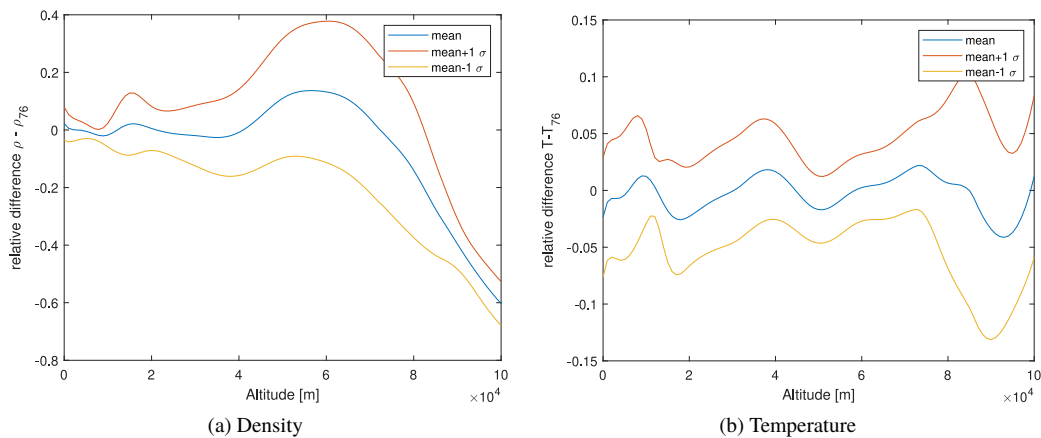 0.4
0.2
0
-0.2
-0.4
-0.6
-0.8
relative difference ρ - ρ76
mean
mean+1 σ
mean-1 σ
0 2 4 6 8 10
Altitude [m]
×10^4
(a) Density
0.15
0.1
0.05
0
-0.05
-0.1
-0.15
relative difference T-T76
mean
mean+1 σ
mean-1 σ
0 2 4 6 8 10
Altitude [m]
×10^4
(b) Temperature